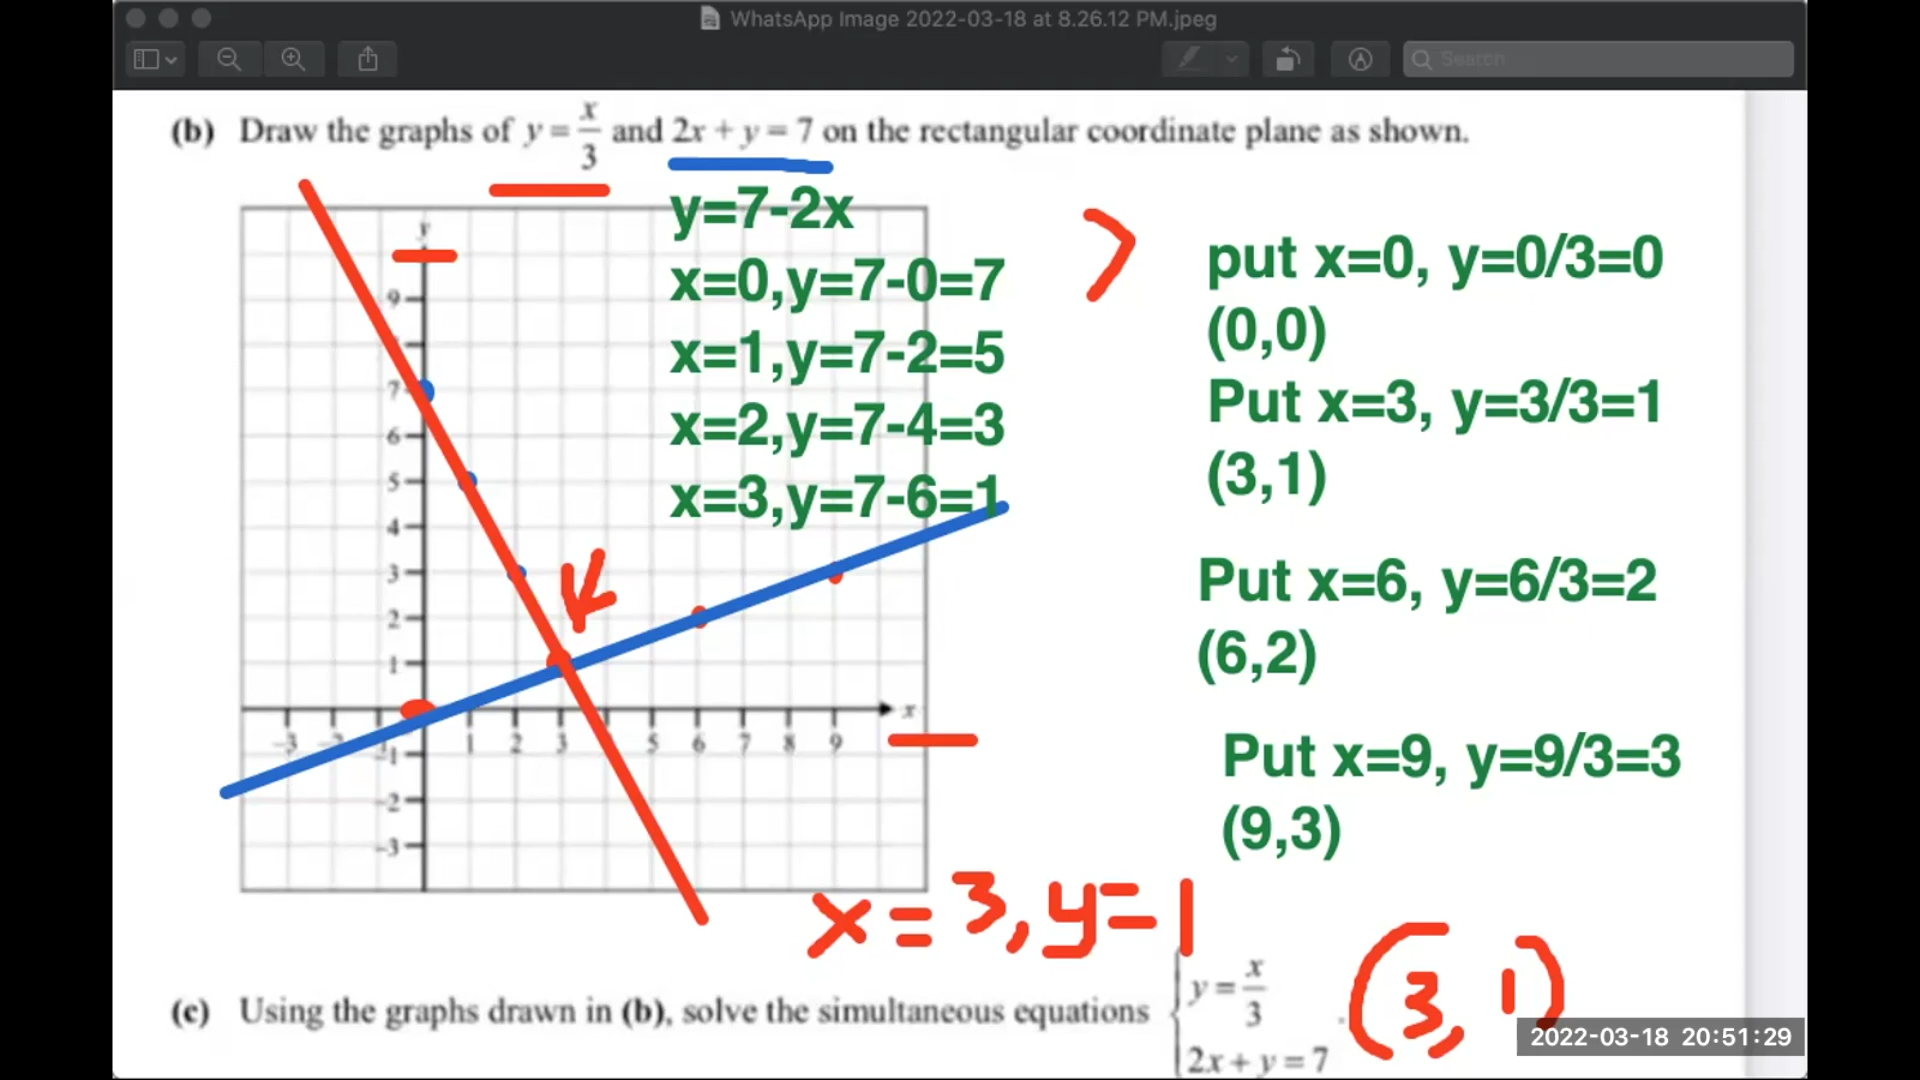 WhatsApp Image 2022-03-18 at 8.26.12 PM.jpeg
Search
(b) Draw the graphs of y = x/3 and 2x + y = 7 on the rectangular coordinate plane as shown.
y=7-2x
x=0,y=7-0=7
x=1,y=7-2=5
x=2,y=7-4=3
x=3,y=7-6=1
put x=0, y=0/3=0
(0,0)
Put x=3, y=3/3=1
(3,1)
Put x=6, y=6/3=2
(6,2)
Put x=9, y=9/3=3
(9,3)
y
9
7
6
5
4
3
2
1
-3 -2 1 2 3 5 6 7 8 9 x
-1
-2
-3
x = 3, y = 1
(c) Using the graphs drawn in (b), solve the simultaneous equations
y = x/3
2x + y = 7
(3, 1)
2022-03-18 20:51:29